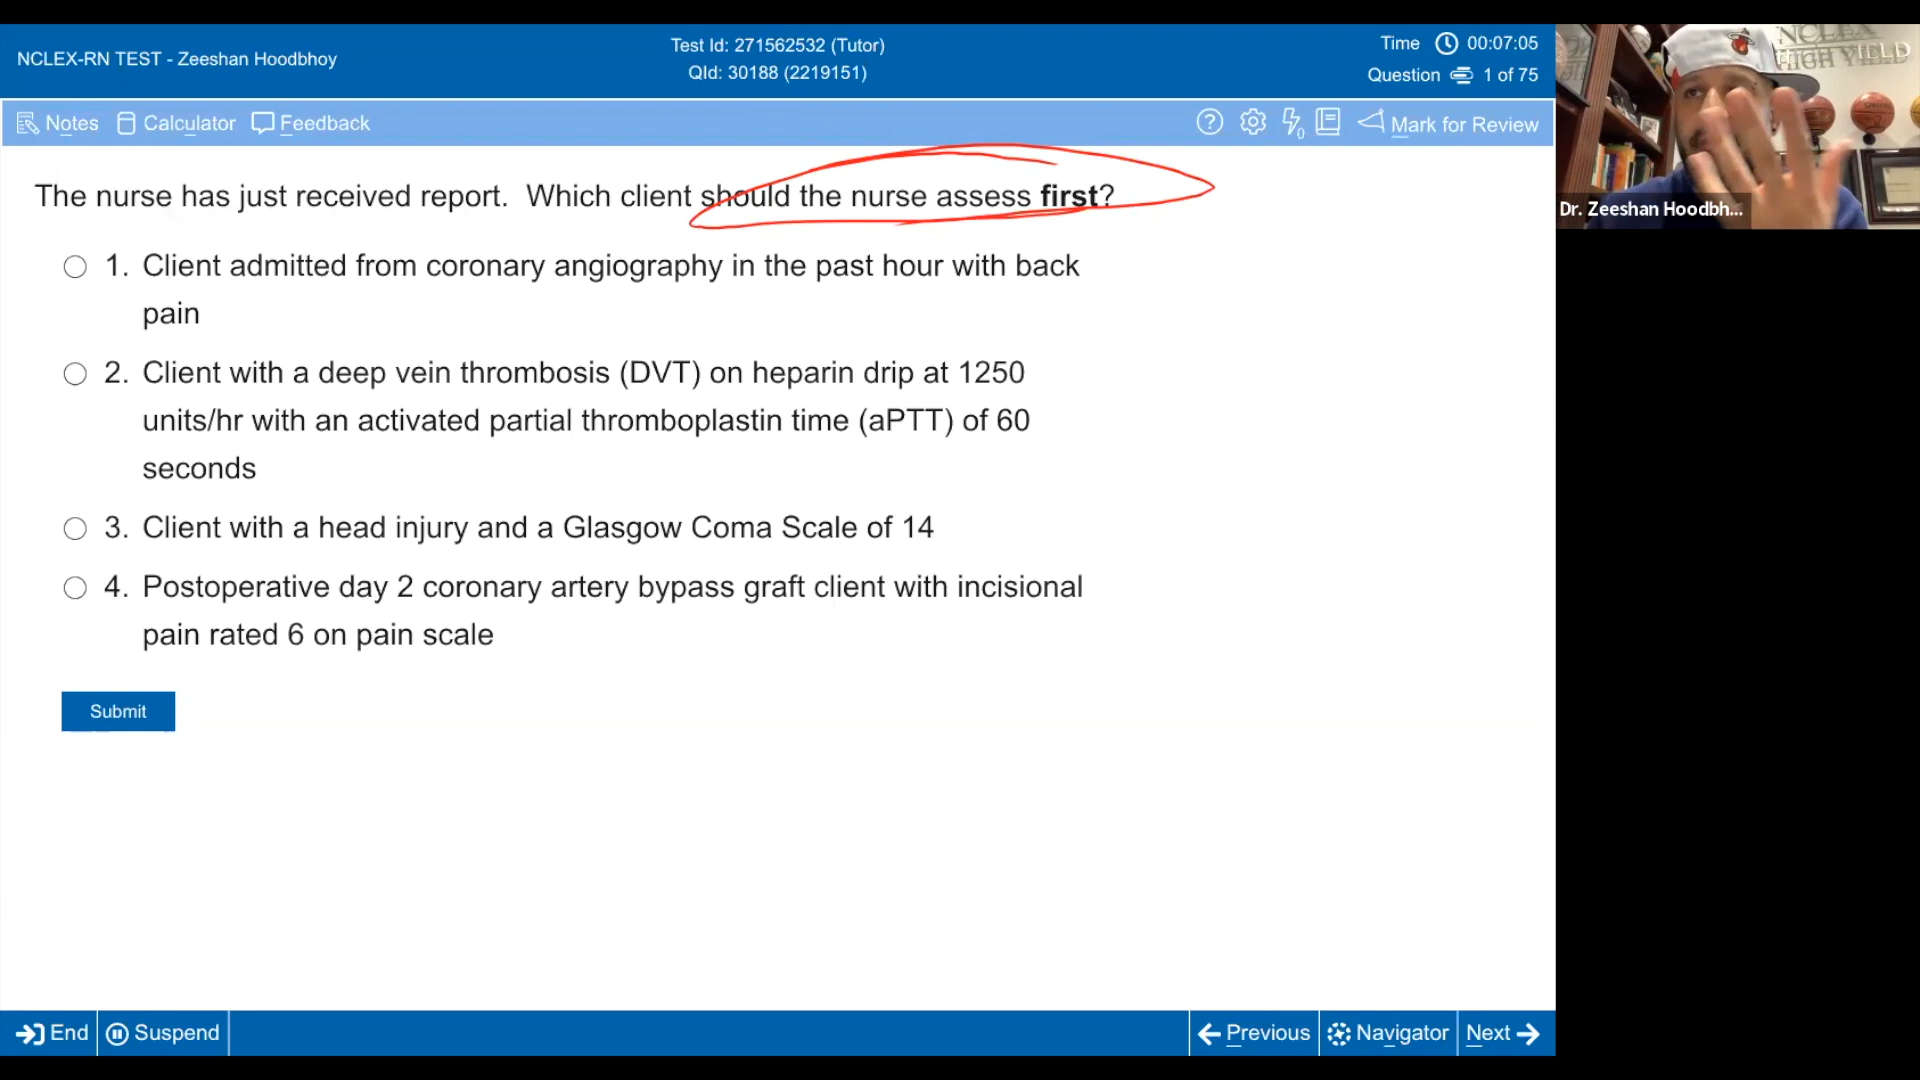 NCLEX-RN TEST - Zeeshan Hoodbhoy
Test Id: 271562532 (Tutor)
QId: 30188 (2219151)
Time 00:07:05
Question 1 of 75
Notes Calculator Feedback
Mark for Review
The nurse has just received report. Which client should the nurse assess first?
1. Client admitted from coronary angiography in the past hour with back
pain
2. Client with a deep vein thrombosis (DVT) on heparin drip at 1250
units/hr with an activated partial thromboplastin time (aPTT) of 60
seconds
3. Client with a head injury and a Glasgow Coma Scale of 14
4. Postoperative day 2 coronary artery bypass graft client with incisional
pain rated 6 on pain scale
Submit
End Suspend
Previous Navigator Next
NCLEX
HIGH YIELD
Dr. Zeeshan Hoodbh...